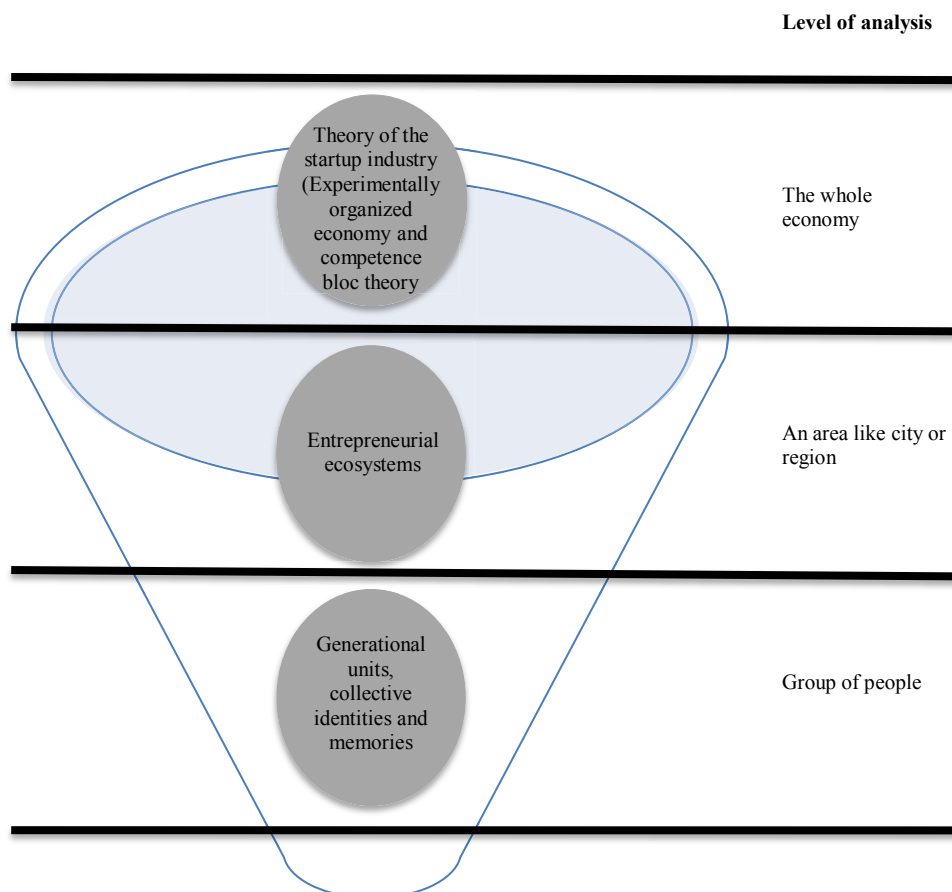 Level of analysis
Theory of the
startup industry
(Experimentally
organized
economy and
competence
bloc theory
The whole
economy
Entrepreneurial
ecosystems
An area like city or
region
Generational
units,
collective
identities and
memories
Group of people